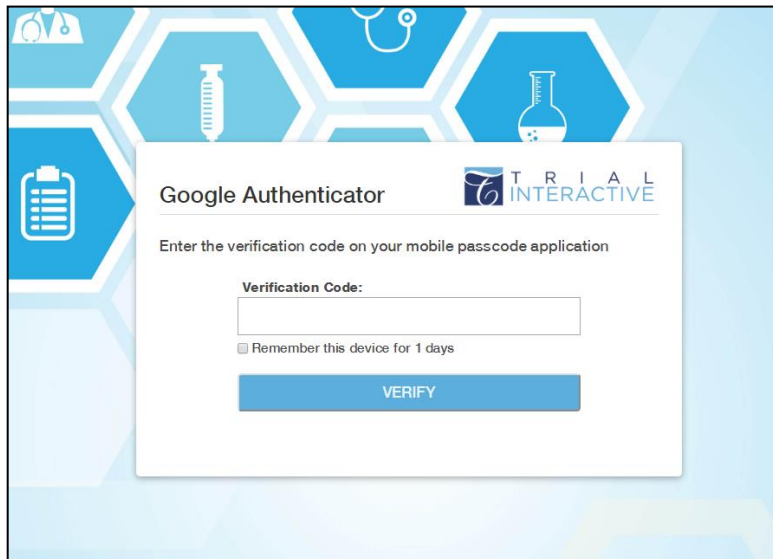 Google Authenticator
TRIAL
INTERACTIVE
Enter the verification code on your mobile passcode application
Verification Code:
Remember this device for 1 days
VERIFY